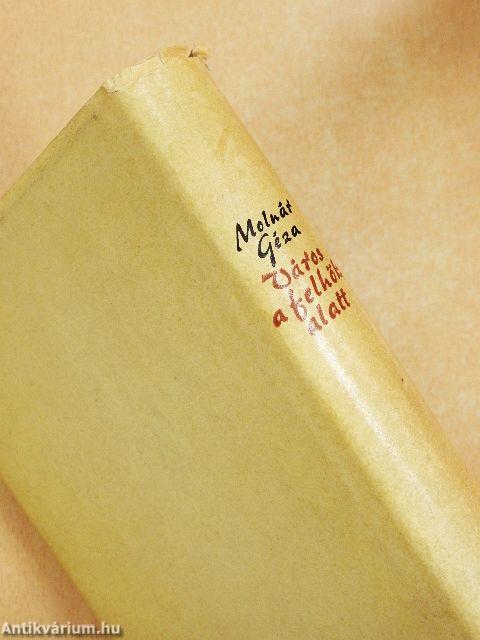 Molnár
Géza
Város
a felhők
alatt
Antikvárium.hu